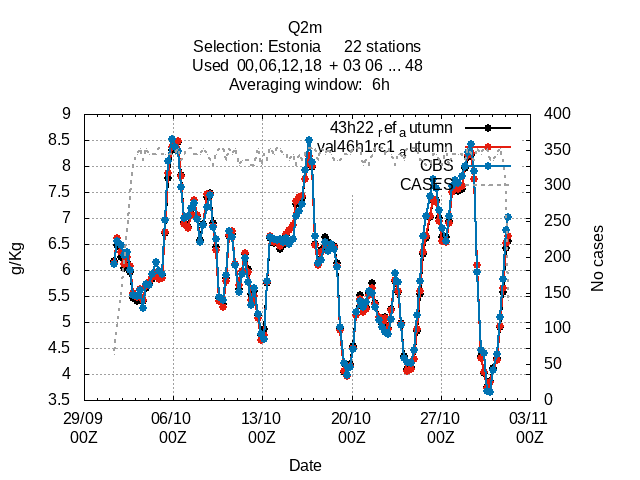 Q2m
Selection: Estonia 22 stations
Used 00,06,12,18 + 03 06 ... 48
Averaging window: 6h
43h22refautumn
val46h1rc1autumn
OBS
CASES
9
8.5
8
7.5
7
6.5
6
5.5
5
4.5
4
3.5
g/Kg
400
350
300
250
200
150
100
50
0
No cases
29/09 06/10 13/10 20/10 27/10 03/11
00Z 00Z 00Z 00Z 00Z 00Z
Date